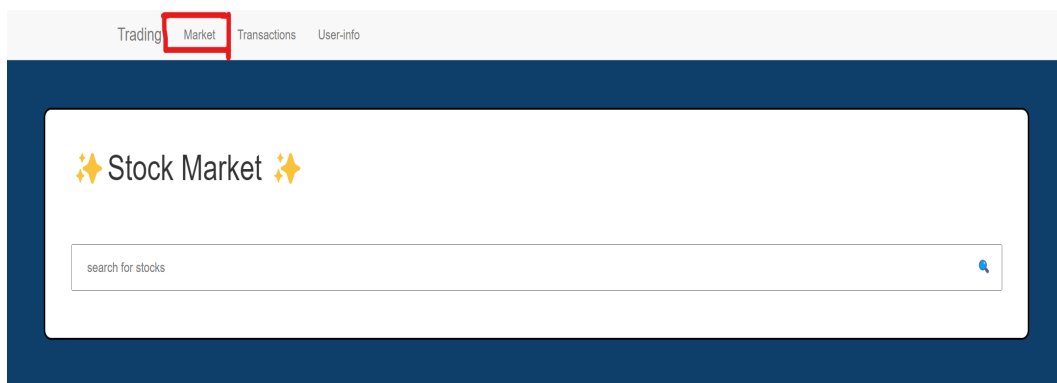 Trading Market Transactions User-info
✨Stock Market ✨
search for stocks